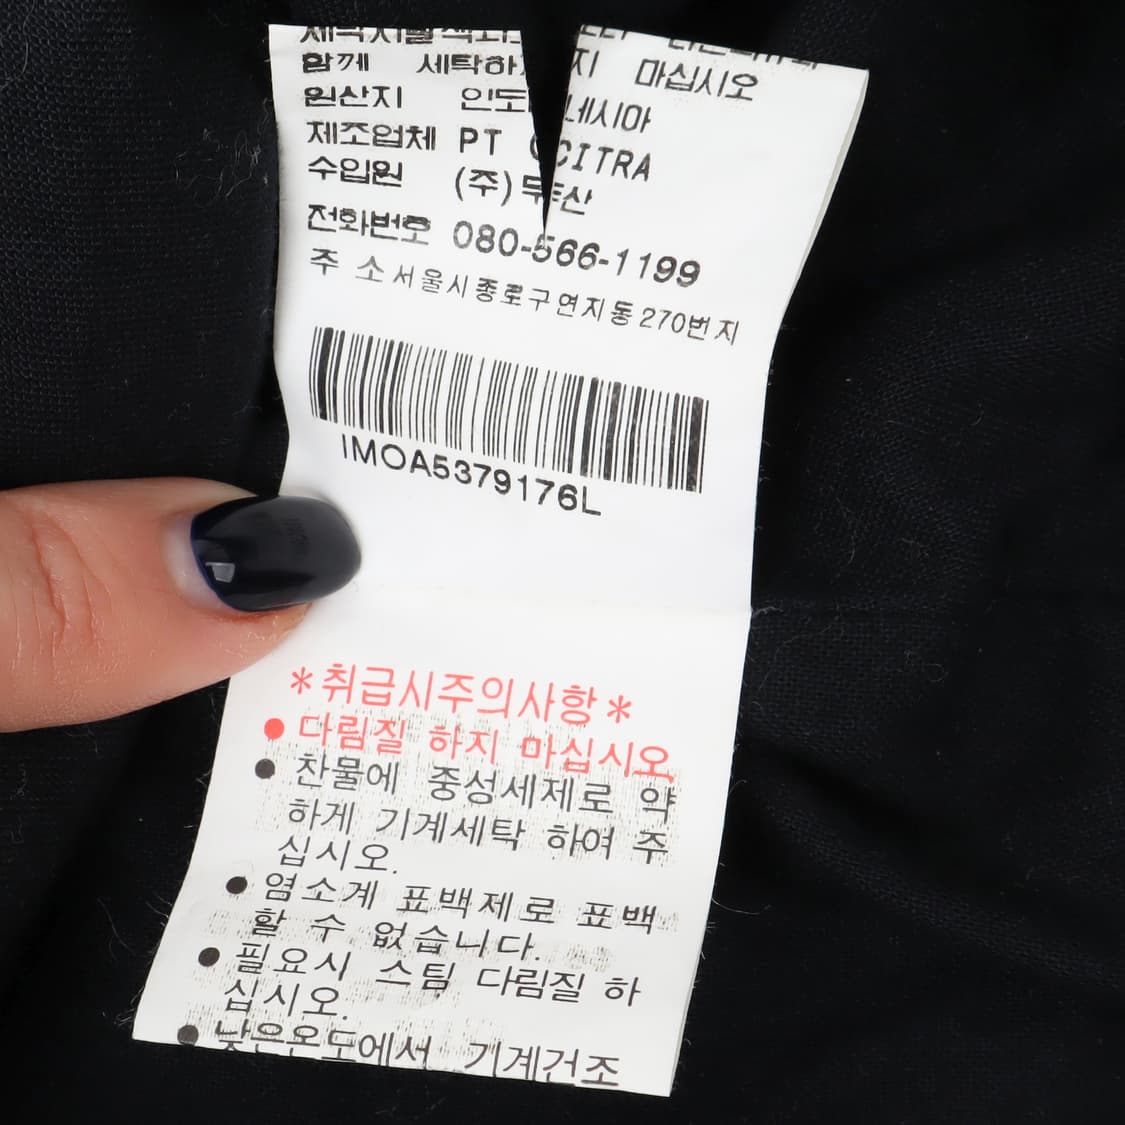 함께 세탁하지 마십시오
원산지 인도네시아
제조업체 PT CITRA
수입원 (주)두산
전화번호 080-566-1199
주 소 서울시종로구연지동270번지
IMOA5379176L
*취급시주의사항*
● 다림질 하지 마십시오.
● 찬물에 중성세제로 약
하게 기계세탁 하여 주
십시오.
● 염소계 표백제로 표백
할 수 없습니다.
● 필요시 스팀 다림질 하
십시오.
● 낮은온도에서 기계건조